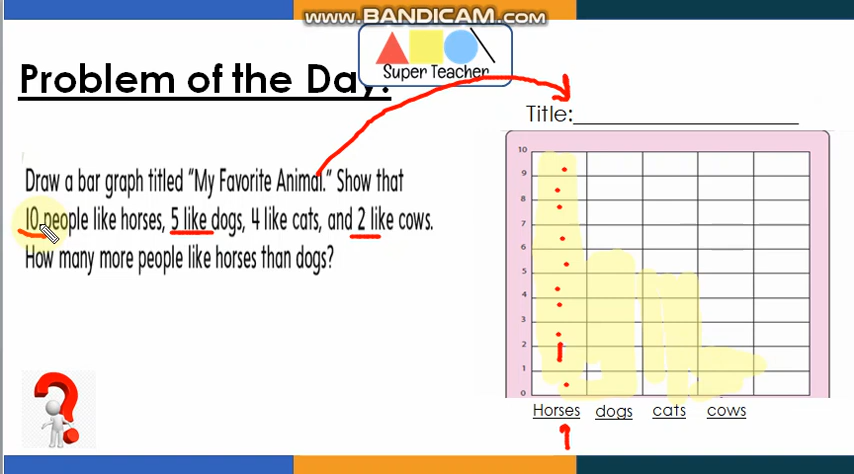 www.BANDICAM.com
Problem of the Day:
Super Teacher
Title:
Draw a bar graph titled “My Favorite Animal.” Show that
10 people like horses, 5 like dogs, 4 like cats, and 2 like cows.
How many more people like horses than dogs?
10
9
8
7
6
5
4
3
2
1
0
Horses dogs cats cows